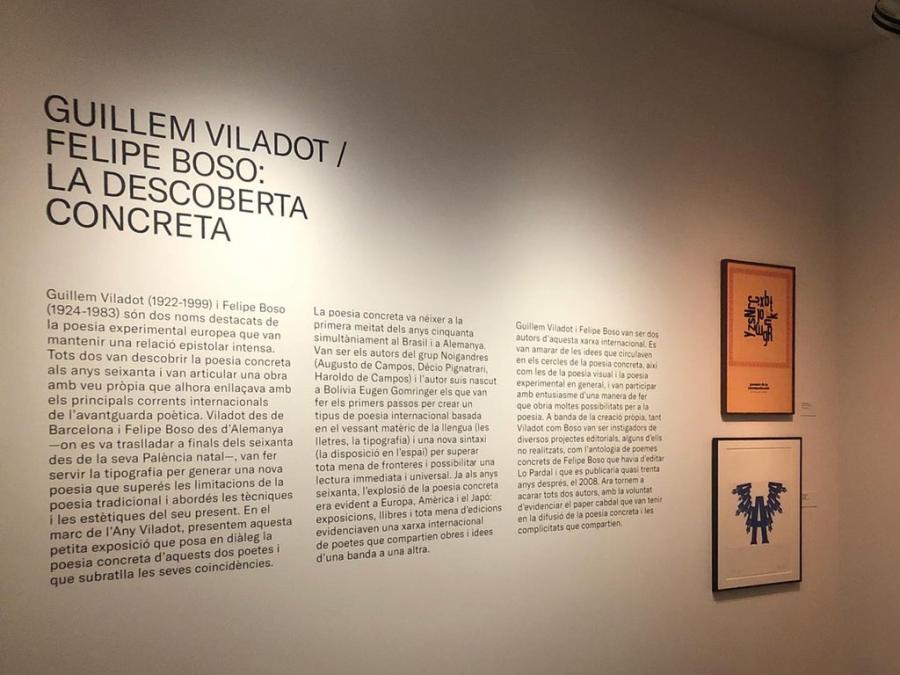 GUILLEM VILADOT /
FELIPE BOSO:
LA DESCOBERTA
CONCRETA
Guillem Viladot (1922-1999) i Felipe Boso
(1924-1983) són dos noms destacats de
la poesia experimental europea que van
mantenir una relació epistolar intensa.
Tots dos van descobrir la poesia concreta
als anys seixanta i van articular una obra
amb veu pròpia que alhora enllaçava amb
els principals corrents internacionals
de l'avantguarda poètica. Viladot des de
Barcelona i Felipe Boso des d'Alemanya
—on es va traslladar a finals dels seixanta
des de la seva Palència natal—, van fer
servir la tipografia per generar una nova
poesia que superés les limitacions de la
poesia tradicional i abordés les tècniques
i les estètiques del seu present. En el
marc de l'Any Viladot, presentem aquesta
petita exposició que posa en diàleg la
poesia concreta d'aquests dos poetes i
que subratlla les seves coincidències.
La poesia concreta va néixer a la
primera meitat dels anys cinquanta
simultàniament al Brasil i a Alemanya.
Van ser els autors del grup Noigandres
(Augusto de Campos, Décio Pignatrari,
Haroldo de Campos) i l'autor suís nascut
a Bolívia Eugen Gomringer els que van
fer els primers passos per crear un
tipus de poesia internacional basada
en el vessant matèric de la llengua (les
lletres, la tipografia) i una nova sintaxi
(la disposició en l'espai) per superar
tota mena de fronteres i possibilitar una
lectura immediata i universal. Ja als anys
seixanta, l'explosió de la poesia concreta
era evident a Europa, Amèrica i el Japó:
exposicions, llibres i tota mena d'edicions
evidenciaven una xarxa internacional
de poetes que compartien obres i idees
d'una banda a una altra.
Guillem Viladot i Felipe Boso van ser dos
autors d'aquesta xarxa internacional. Es
van amarar de les idees que circulaven
en els cercles de la poesia concreta, així
com les de la poesia visual i la poesia
experimental en general, i van participar
amb entusiasme d'una manera de fer
que obria moltes possibilitats per a la
poesia. A banda de la creació pròpia, tant
Viladot com Boso van ser instigadors de
diversos projectes editorials, alguns d'ells
no realitzats, com l'antologia de poemes
concrets de Felipe Boso que havia d'editar
Lo Pardal i que es publicaria quasi trenta
anys després, el 2008. Ara tornem a
acarar tots dos autors, amb la voluntat
d'evidenciar el paper cabdal que van tenir
en la difusió de la poesia concreta i les
complicitats que compartien.